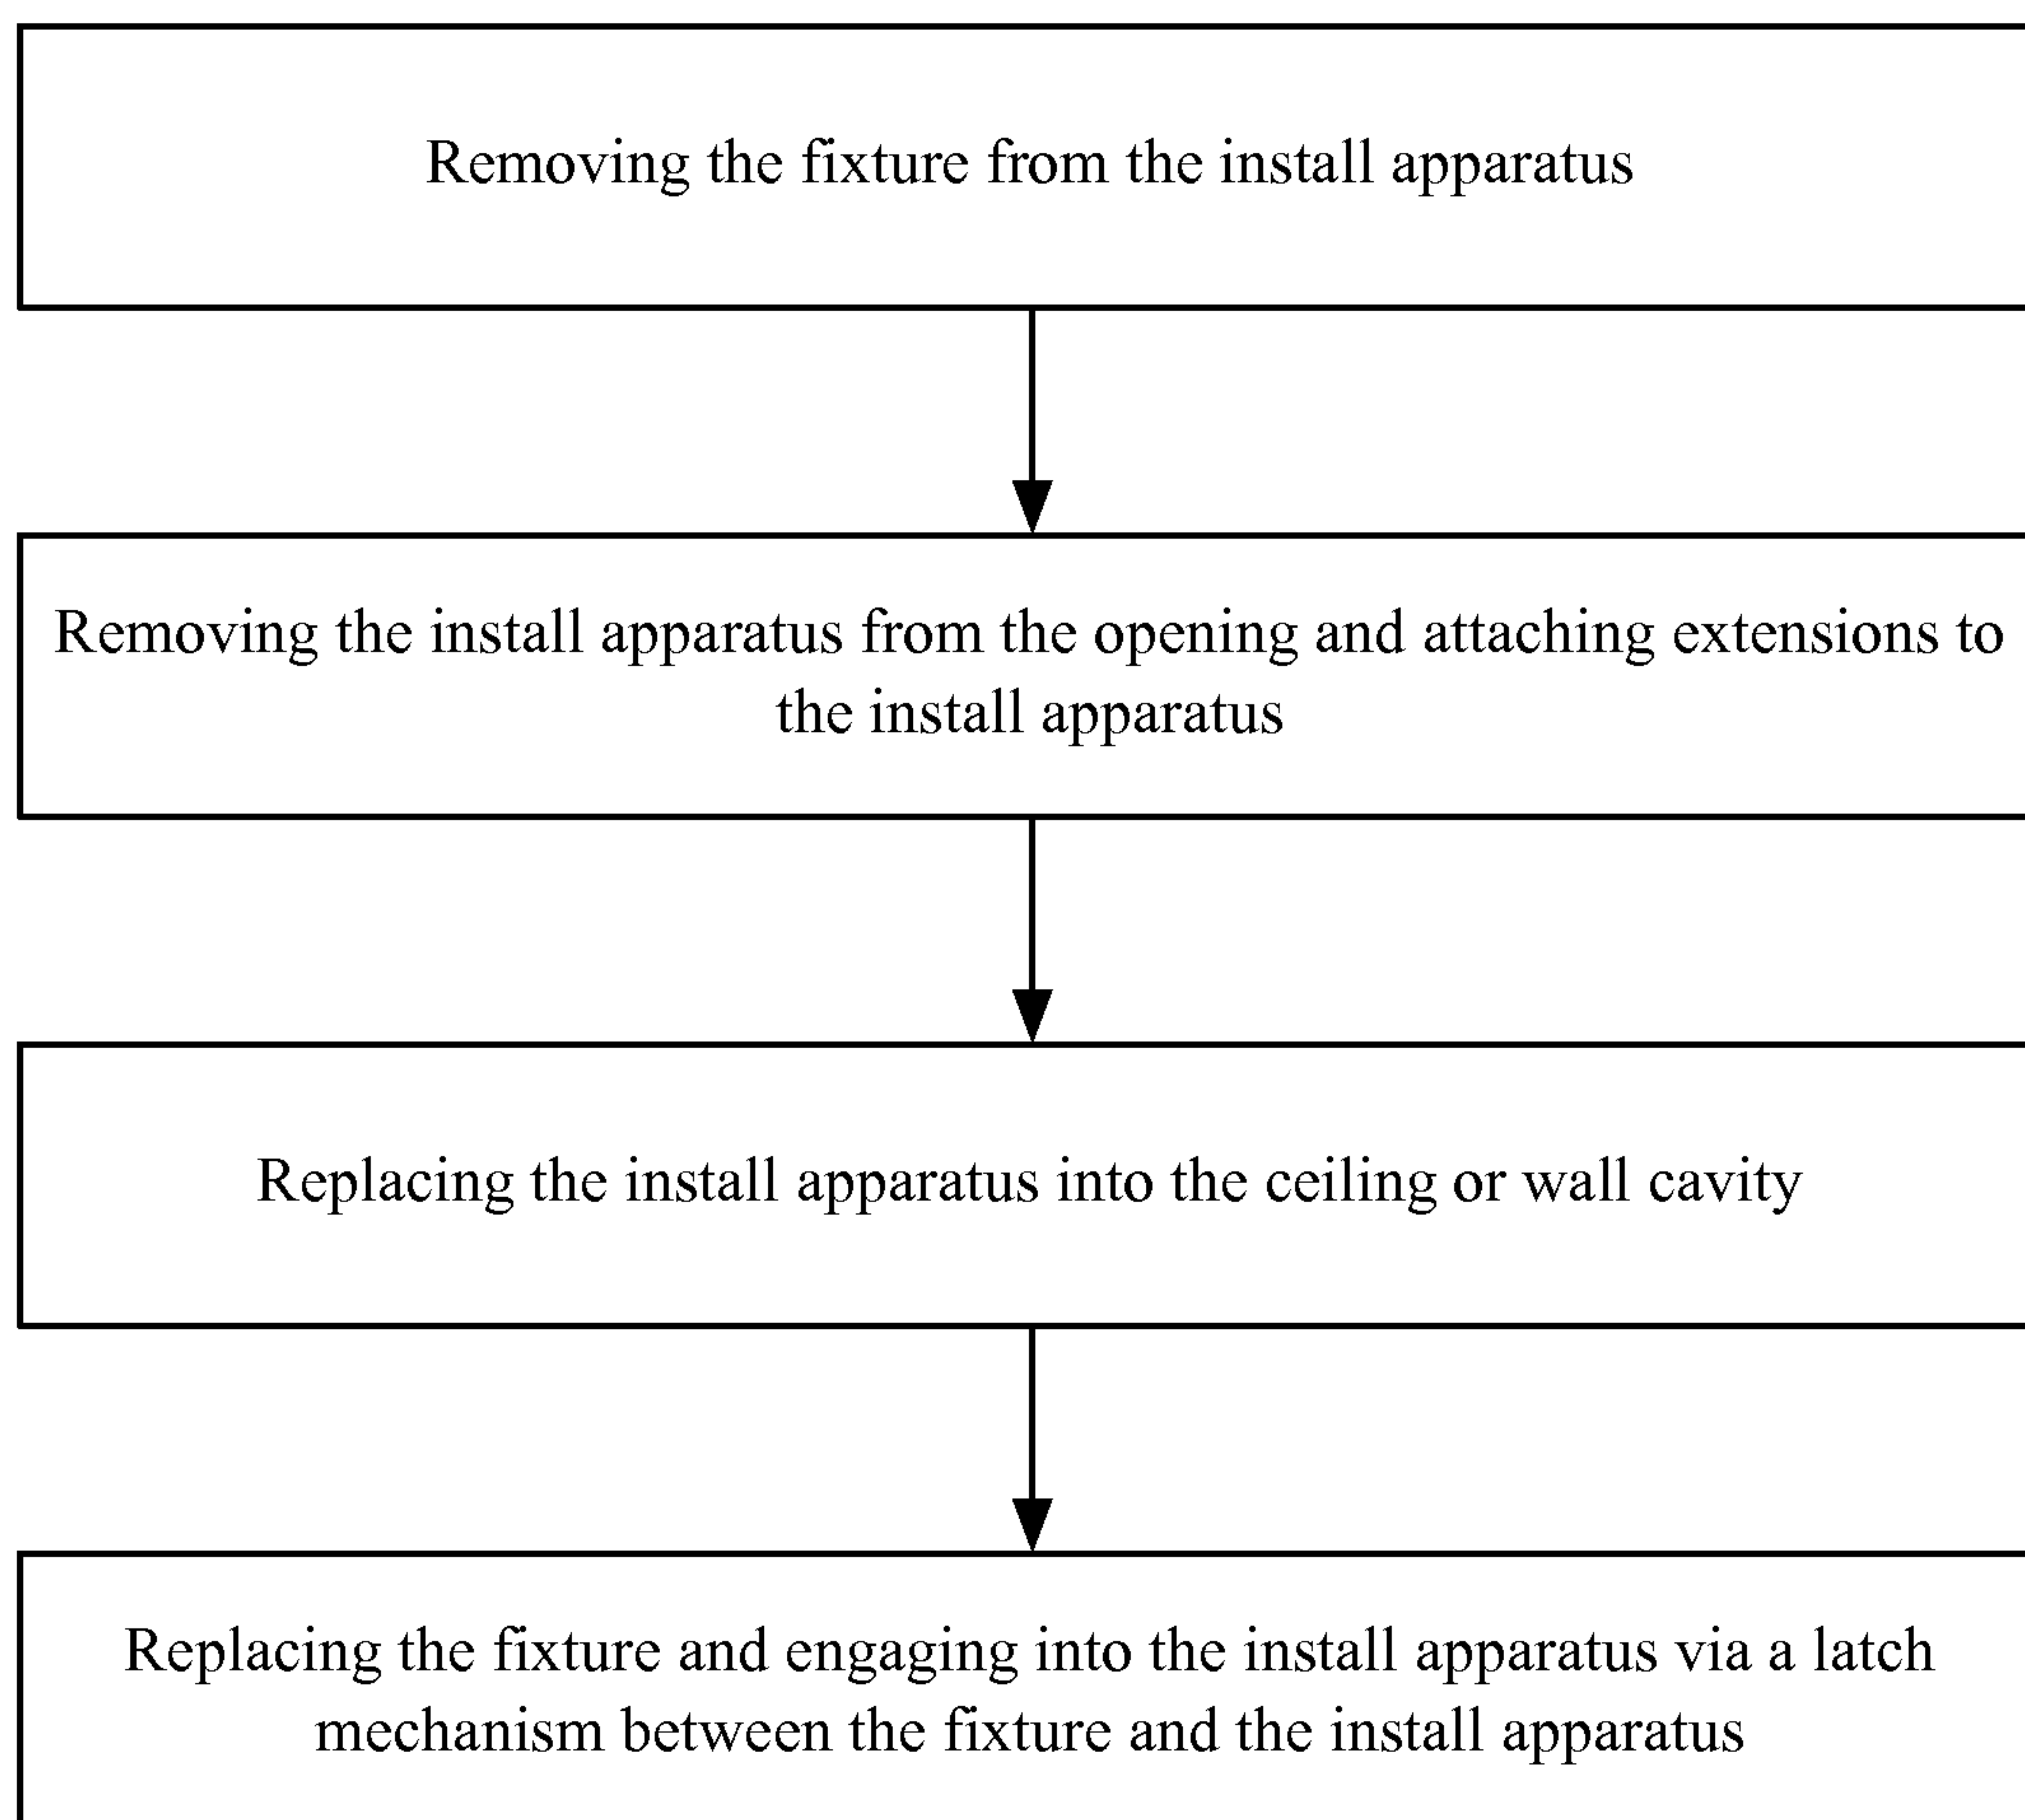 Removing the fixture from the install apparatus
Removing the install apparatus from the opening and attaching extensions to
the install apparatus
Replacing the install apparatus into the ceiling or wall cavity
Replacing the fixture and engaging into the install apparatus via a latch
mechanism between the fixture and the install apparatus